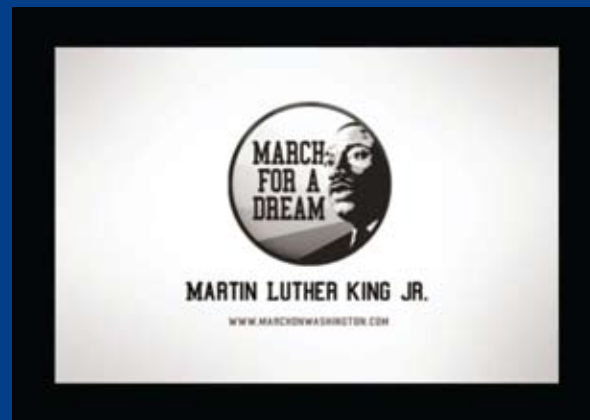 MARCH
FOR A
DREAM
MARTIN LUTHER KING JR.
WWW.MARCHONWASHINGTON.COM